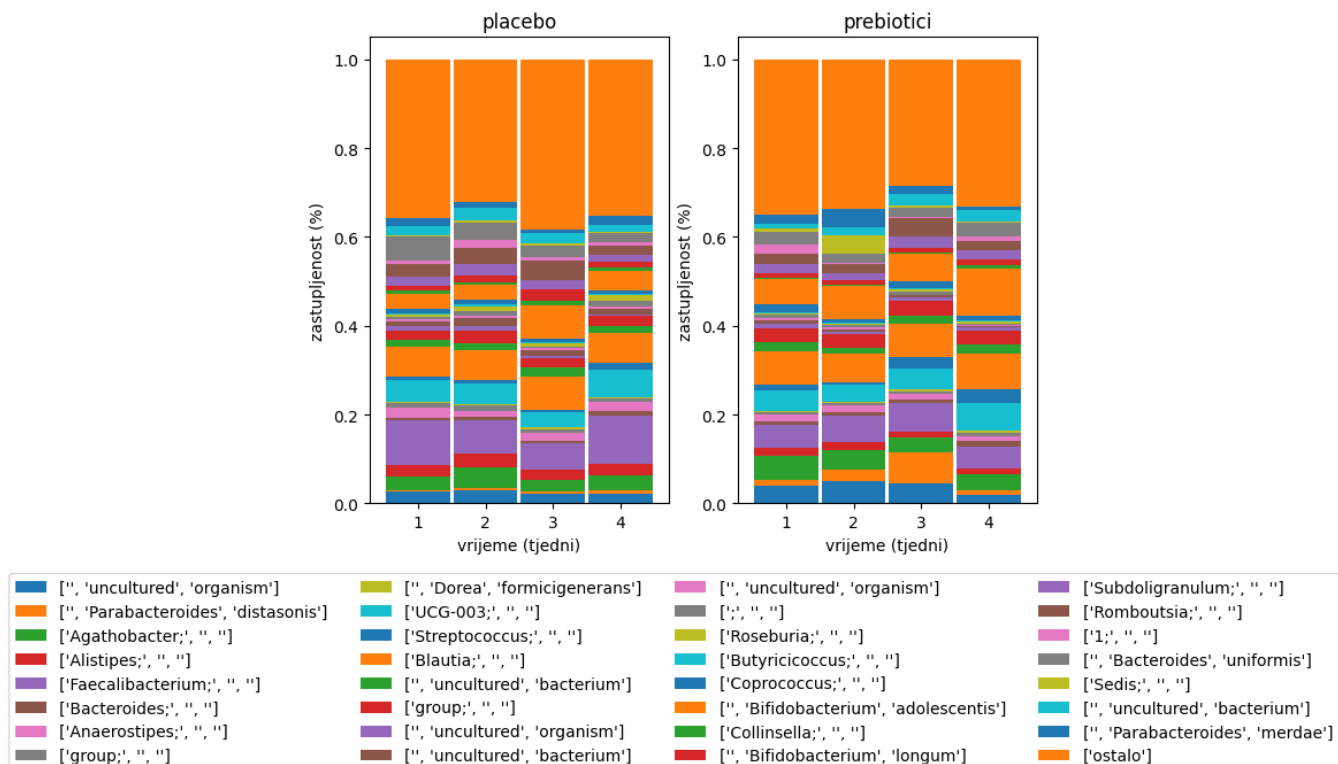 placebo
prebiotici
1.0
0.8
0.6
0.4
0.2
0.0
zastupljenost (%)
1 2 3 4
vrijeme (tjedni)
1.0
0.8
0.6
0.4
0.2
0.0
zastupljenost (%)
1 2 3 4
vrijeme (tjedni)
['', 'uncultured', 'organism']
['', 'Parabacteroides', 'distasonis']
['Agathobacter;', '', '']
['Alistipes;', '', '']
['Faecalibacterium;', '', '']
['Bacteroides;', '', '']
['Anaerostipes;', '', '']
['group;', '', '']
['', 'Dorea', 'formicigenerans']
['UCG-003;', '', '']
['Streptococcus;', '', '']
['Blautia;', '', '']
['', 'uncultured', 'bacterium']
['group;', '', '']
['', 'uncultured', 'organism']
['', 'uncultured', 'bacterium']
['', 'uncultured', 'organism']
[';', '', '']
['Roseburia;', '', '']
['Butyricicoccus;', '', '']
['Coprococcus;', '', '']
['', 'Bifidobacterium', 'adolescentis']
['Collinsella;', '', '']
['', 'Bifidobacterium', 'longum']
['Subdoligranulum;', '', '']
['Romboutsia;', '', '']
['1;', '', '']
['', 'Bacteroides', 'uniformis']
['Sedis;', '', '']
['', 'uncultured', 'bacterium']
['', 'Parabacteroides', 'merdae']
['ostalo']